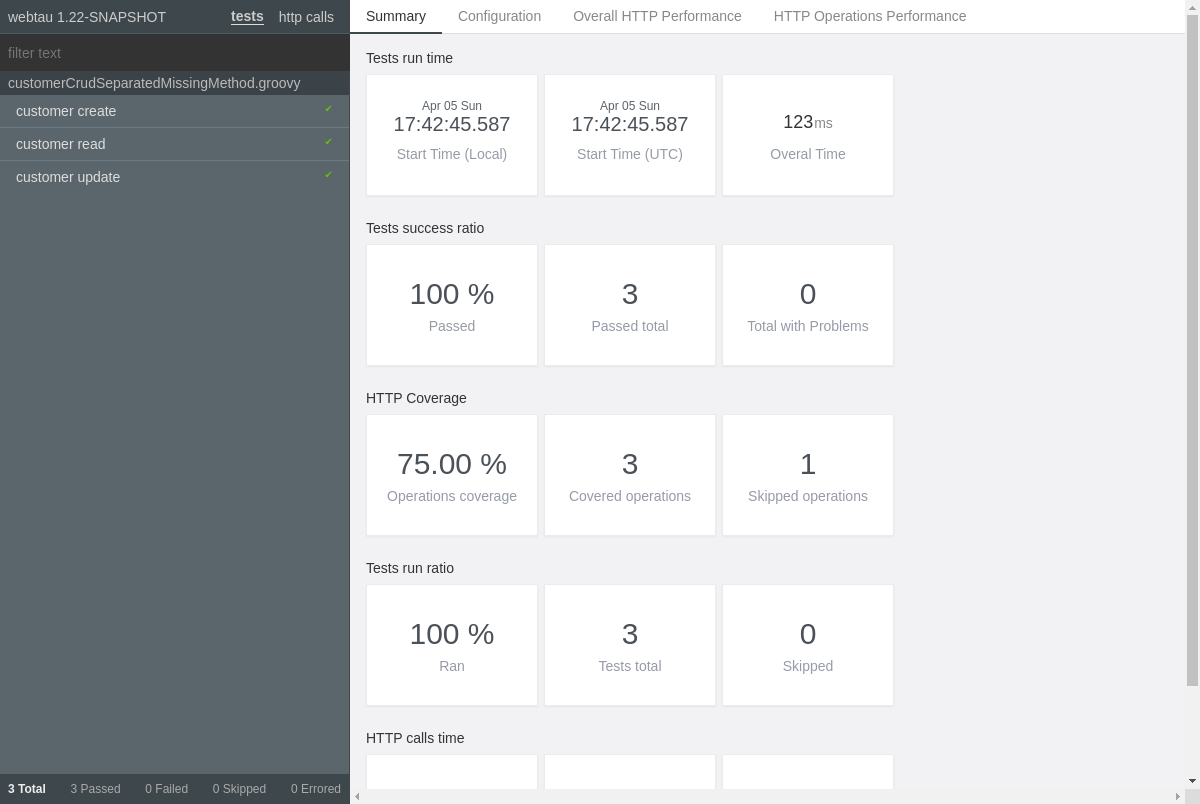 webtau 1.22-SNAPSHOT tests http calls
filter text
customerCrudSeparatedMissingMethod.groovy
customer create
customer read
customer update
3 Total 3 Passed 0 Failed 0 Skipped 0 Errored
Summary Configuration Overall HTTP Performance HTTP Operations Performance
Tests run time
Apr 05 Sun
17:42:45.587
Start Time (Local)
Apr 05 Sun
17:42:45.587
Start Time (UTC)
123ms
Overal Time
Tests success ratio
100 %
Passed
3
Passed total
0
Total with Problems
HTTP Coverage
75.00 %
Operations coverage
3
Covered operations
1
Skipped operations
Tests run ratio
100 %
Ran
3
Tests total
0
Skipped
HTTP calls time